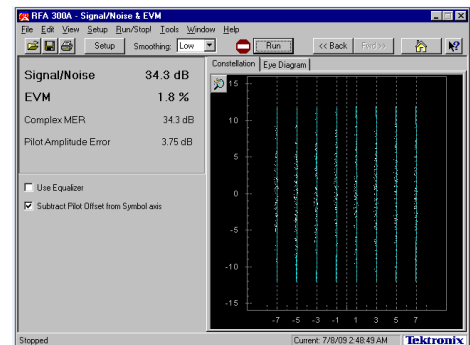 RFA 300A - Signal/Noise & EVM
File Edit View Setup Run/Stop! Tools Window Help
Setup Smoothing: Low Run << Back Fwd >>
Signal/Noise 34.3 dB
EVM 1.8 %
Complex MER 34.3 dB
Pilot Amplitude Error 3.75 dB
Use Equalizer
Subtract Pilot Offset from Symbol axis
Constellation Eye Diagram
15
10
5
0
-5
-10
-15
-7 -5 -3 -1 1 3 5 7
Stopped Current: 7/8/09 2:48:49 AM Tektronix